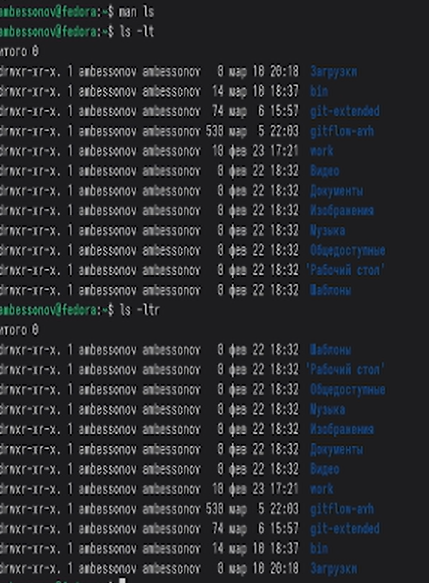 ambessonov@fedora:~$ man ls
ambessonov@fedora:~$ ls -lt
итого 0
drwxr-xr-x. 1 ambessonov ambessonov 0 мар 10 20:18 Загрузки
drwxr-xr-x. 1 ambessonov ambessonov 14 мар 10 18:37 bin
drwxr-xr-x. 1 ambessonov ambessonov 74 мар 6 15:57 git-extended
drwxr-xr-x. 1 ambessonov ambessonov 530 мар 5 22:03 gitflow-avh
drwxr-xr-x. 1 ambessonov ambessonov 10 фев 23 17:21 work
drwxr-xr-x. 1 ambessonov ambessonov 0 фев 22 18:32 Видео
drwxr-xr-x. 1 ambessonov ambessonov 0 фев 22 18:32 Документы
drwxr-xr-x. 1 ambessonov ambessonov 0 фев 22 18:32 Изображения
drwxr-xr-x. 1 ambessonov ambessonov 0 фев 22 18:32 Музыка
drwxr-xr-x. 1 ambessonov ambessonov 0 фев 22 18:32 Общедоступные
drwxr-xr-x. 1 ambessonov ambessonov 0 фев 22 18:32 'Рабочий стол'
drwxr-xr-x. 1 ambessonov ambessonov 0 фев 22 18:32 Шаблоны
ambessonov@fedora:~$ ls -ltr
итого 0
drwxr-xr-x. 1 ambessonov ambessonov 0 фев 22 18:32 Шаблоны
drwxr-xr-x. 1 ambessonov ambessonov 0 фев 22 18:32 'Рабочий стол'
drwxr-xr-x. 1 ambessonov ambessonov 0 фев 22 18:32 Общедоступные
drwxr-xr-x. 1 ambessonov ambessonov 0 фев 22 18:32 Музыка
drwxr-xr-x. 1 ambessonov ambessonov 0 фев 22 18:32 Изображения
drwxr-xr-x. 1 ambessonov ambessonov 0 фев 22 18:32 Документы
drwxr-xr-x. 1 ambessonov ambessonov 0 фев 22 18:32 Видео
drwxr-xr-x. 1 ambessonov ambessonov 10 фев 23 17:21 work
drwxr-xr-x. 1 ambessonov ambessonov 530 мар 5 22:03 gitflow-avh
drwxr-xr-x. 1 ambessonov ambessonov 74 мар 6 15:57 git-extended
drwxr-xr-x. 1 ambessonov ambessonov 14 мар 10 18:37 bin
drwxr-xr-x. 1 ambessonov ambessonov 0 мар 10 20:18 Загрузки